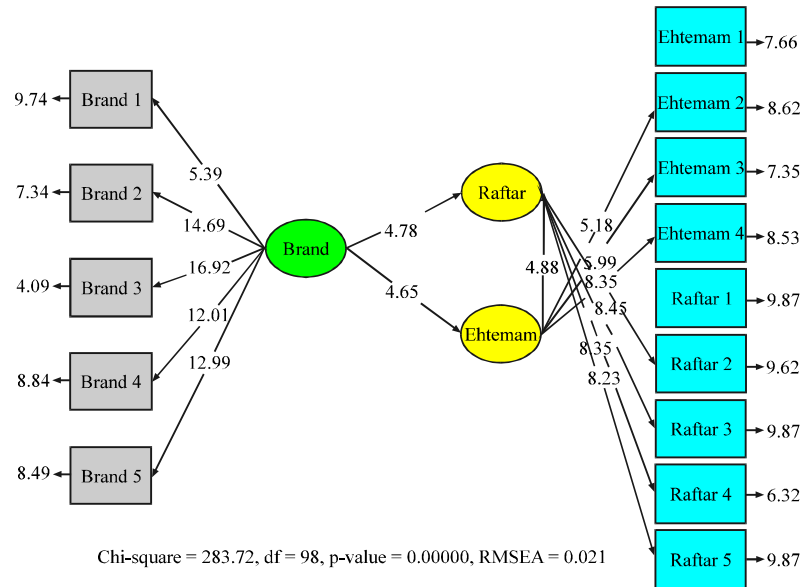 Ehtemam 1
7.66
Brand 1
9.74
Ehtemam 2
8.62
5.39
Ehtemam 3
7.35
Brand 2
7.34
Raftar
14.69
4.78
5.18
Ehtemam 4
8.53
Brand
16.92
5.99
4.88
8.35
Brand 3
4.09
4.65
Raftar 1
9.87
12.01
8.45
Ehtemam
8.35
12.99
Raftar 2
9.62
8.23
Brand 4
8.84
Raftar 3
9.87
Brand 5
8.49
Raftar 4
6.32
Chi-square = 283.72, df = 98, p-value = 0.00000, RMSEA = 0.021
Raftar 5
9.87